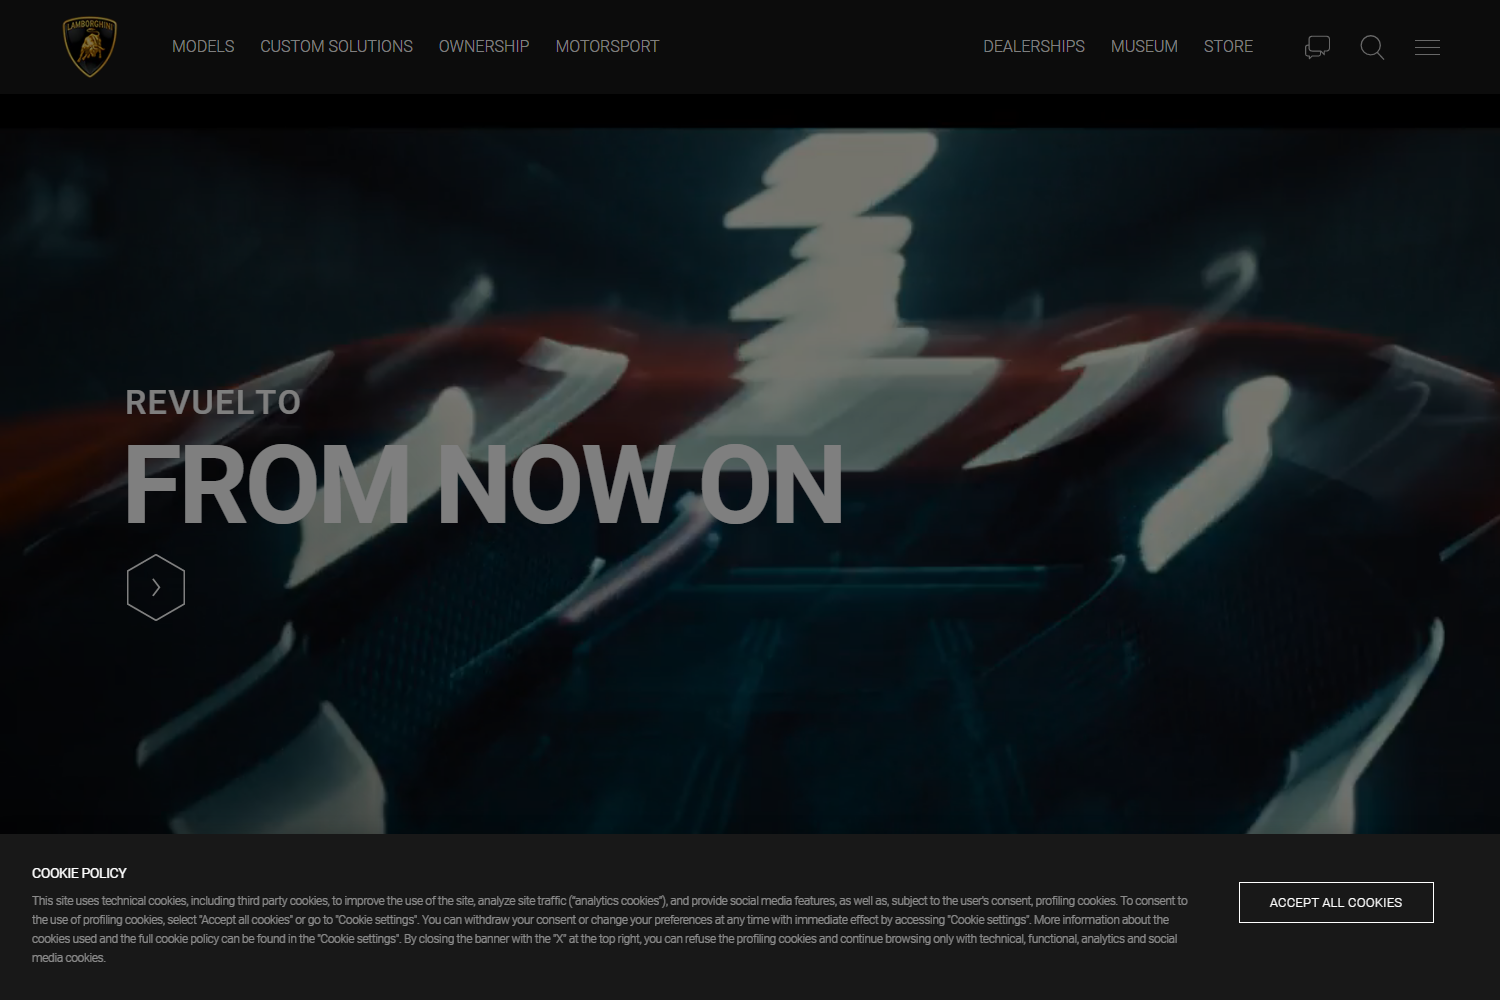 LAMBORGHINI
MODELS
CUSTOM SOLUTIONS
OWNERSHIP
MOTORSPORT
DEALERSHIPS
MUSEUM
STORE
REVUELTO
FROM NOW ON
COOKIE POLICY
This site uses technical cookies, including third party cookies, to improve the use of the site, analyze site traffic ("analytics cookies"), and provide social media features, as well as, subject to the user's consent, profiling cookies. To consent to
the use of profiling cookies, select "Accept all cookies" or go to "Cookie settings". You can withdraw your consent or change your preferences at any time with immediate effect by accessing "Cookie settings". More information about the
cookies used and the full cookie policy can be found in the "Cookie settings". By closing the banner with the "X" at the top right, you can refuse the profiling cookies and continue browsing only with technical, functional, analytics and social
media cookies.
ACCEPT ALL COOKIES